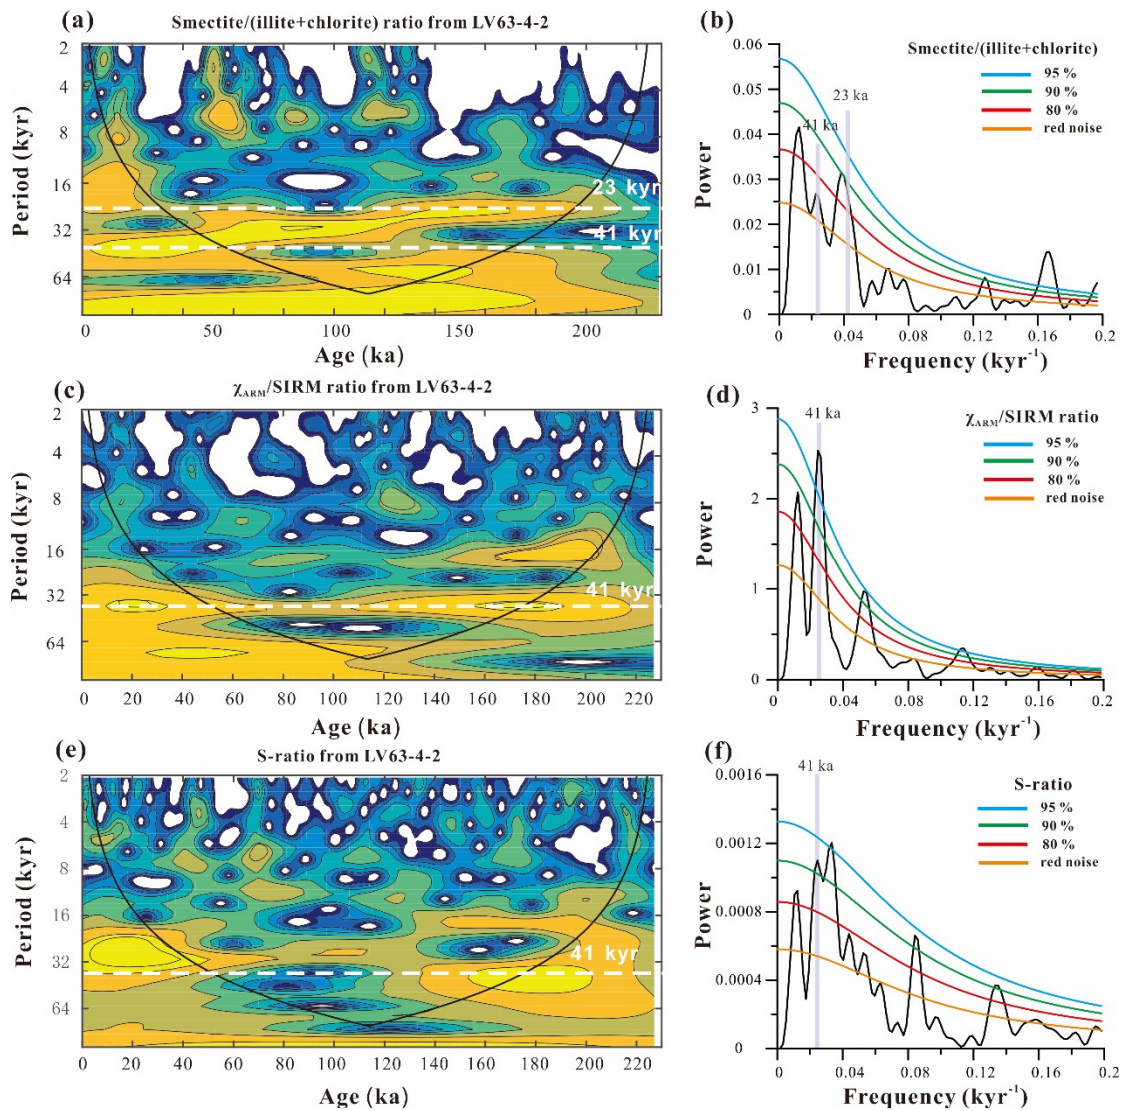 (a)
Smectite/(illite+chlorite) ratio from LV63-4-2
Period (kyr)
2
4
8
16
32
64
23 kyr
41 kyr
0
50
100
150
200
Age (ka)
(b)
Smectite/(illite+chlorite)
95 %
90 %
80 %
red noise
23 ka
41 ka
Power
0.06
0.05
0.04
0.03
0.02
0.01
0
0
0.04
0.08
0.12
0.16
0.2
Frequency (kyr⁻¹)
(c)
χARM/SIRM ratio from LV63-4-2
Period (kyr)
2
4
8
16
32
64
41 kyr
0
20
40
60
80
100
120
140
160
180
200
220
Age (ka)
(d)
41 ka
χARM/SIRM ratio
95 %
90 %
80 %
red noise
Power
3
2
1
0
0
0.04
0.08
0.12
0.16
0.2
Frequency (kyr⁻¹)
(e)
S-ratio from LV63-4-2
Period (kyr)
2
4
8
16
32
64
41 kyr
0
20
40
60
80
100
120
140
160
180
200
220
Age (ka)
(f)
41 ka
S-ratio
95 %
90 %
80 %
red noise
Power
0.0016
0.0012
0.0008
0.0004
0
0
0.04
0.08
0.12
0.16
0.2
Frequency (kyr⁻¹)